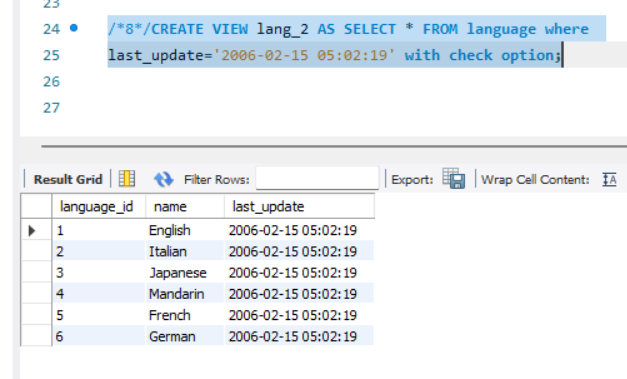 23
24 /*8*/CREATE VIEW lang_2 AS SELECT * FROM language where
25 last_update='2006-02-15 05:02:19' with check option;
26
27
Result Grid Filter Rows: Export: Wrap Cell Content: IA
language_id name last_update
1 English 2006-02-15 05:02:19
2 Italian 2006-02-15 05:02:19
3 Japanese 2006-02-15 05:02:19
4 Mandarin 2006-02-15 05:02:19
5 French 2006-02-15 05:02:19
6 German 2006-02-15 05:02:19